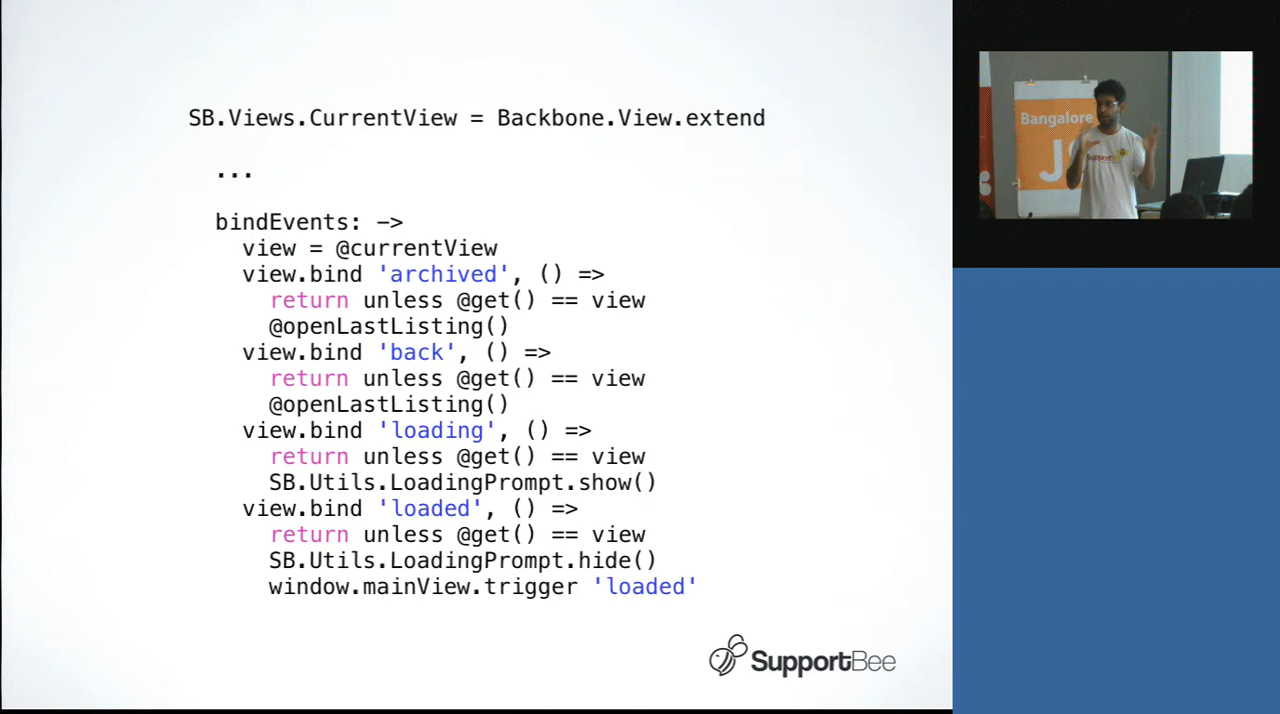 SB.Views.CurrentView = Backbone.View.extend
...
bindEvents: ->
view = @currentView
view.bind 'archived', () =>
return unless @get() == view
@openLastListing()
view.bind 'back', () =>
return unless @get() == view
@openLastListing()
view.bind 'loading', () =>
return unless @get() == view
SB.Utils.LoadingPrompt.show()
view.bind 'loaded', () =>
return unless @get() == view
SB.Utils.LoadingPrompt.hide()
window.mainView.trigger 'loaded'
SupportBee
Bangalore